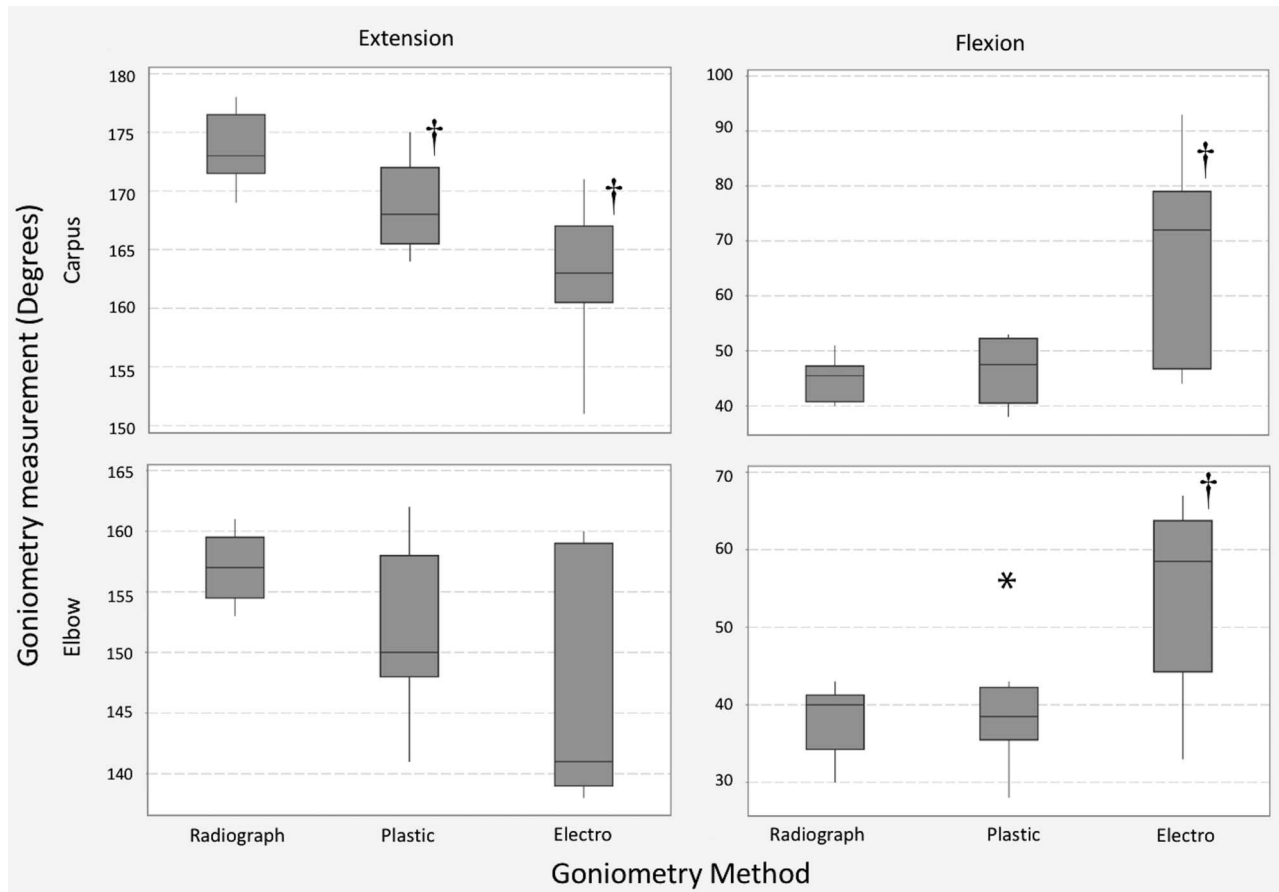 Extension
Flexion
Goniometry measurement (Degrees)
Carpus
180
175
170
165
160
155
150
†
†
100
90
80
70
60
50
40
†
Elbow
165
160
155
150
145
140
70
60
50
40
30
*
†
Radiograph
Plastic
Electro
Radiograph
Plastic
Electro
Goniometry Method